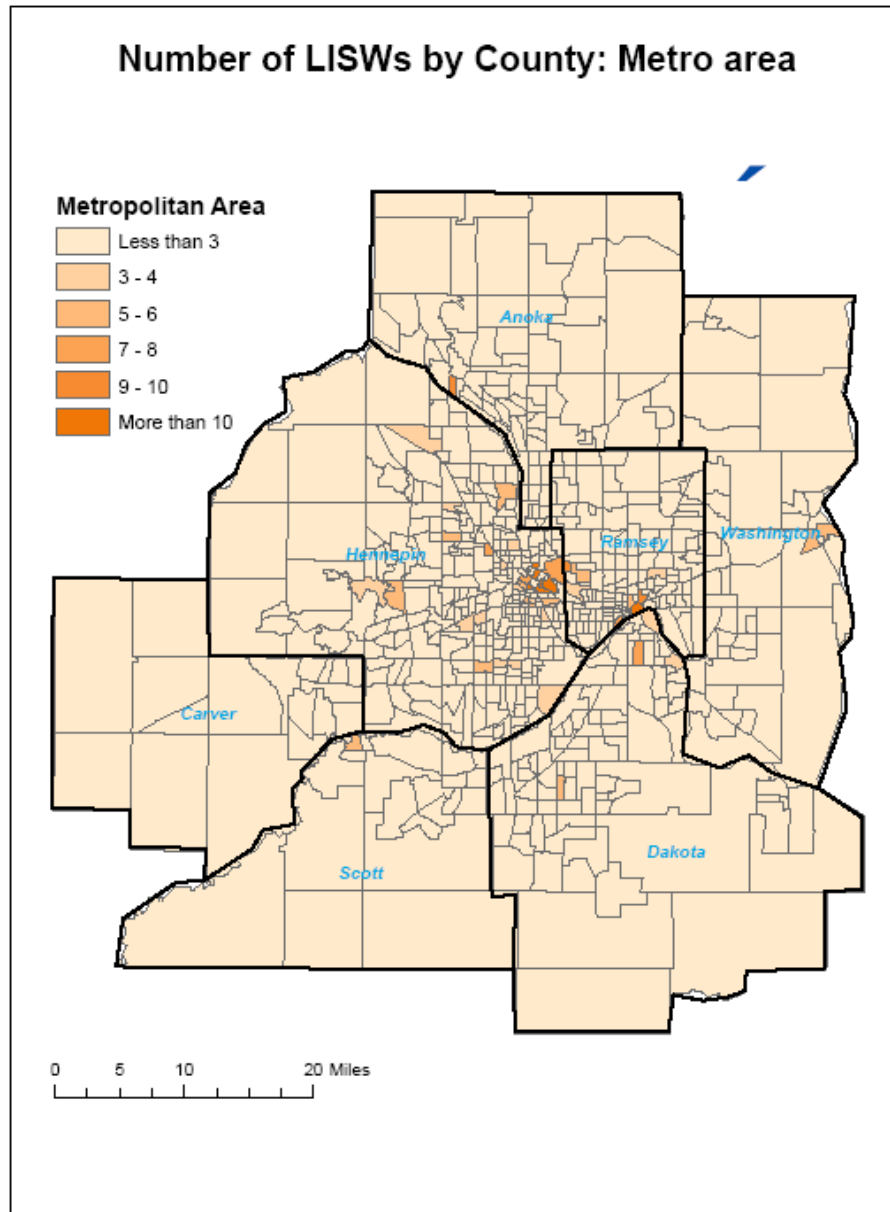 Number of LISWs by County: Metro area
Metropolitan Area
Less than 3
3 - 4
5 - 6
7 - 8
9 - 10
More than 10
Anoka
Hennepin
Ramsey
Washington
Carver
Scott
Dakota
0 5 10 20 Miles